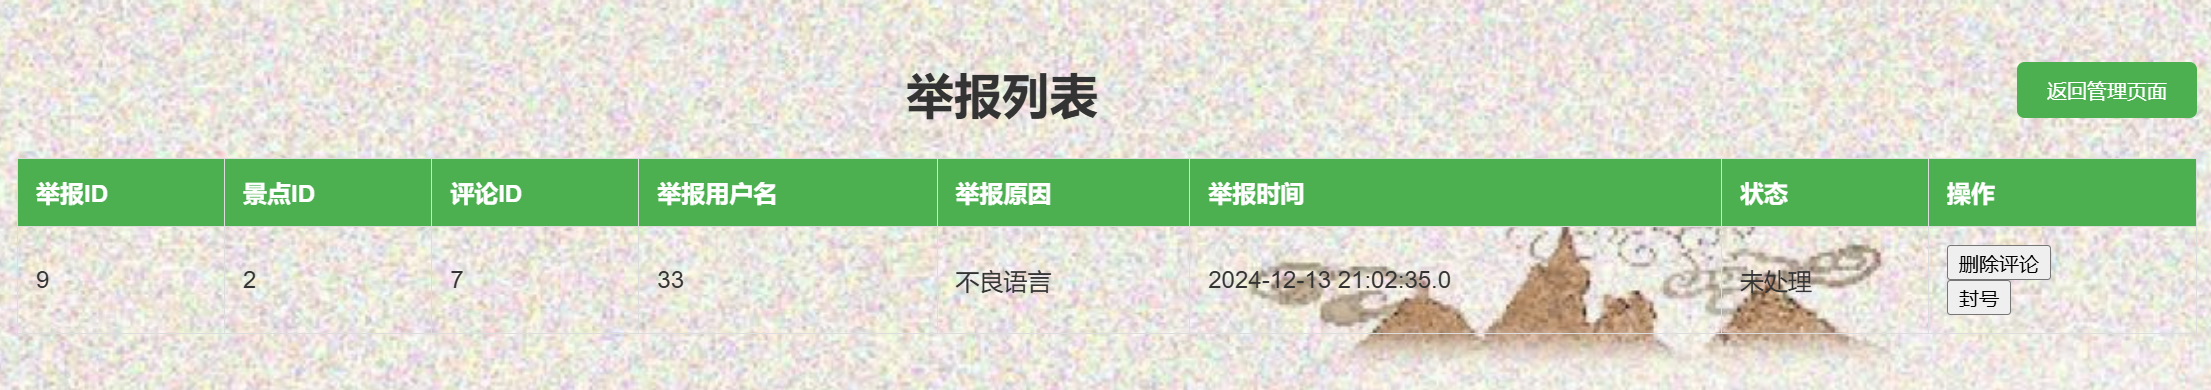 举报列表
返回管理页面
举报ID 景点ID 评论ID 举报用户名 举报原因 举报时间 状态 操作
9 2 7 33 不良语言 2024-12-13 21:02:35.0 未处理 删除评论
封号